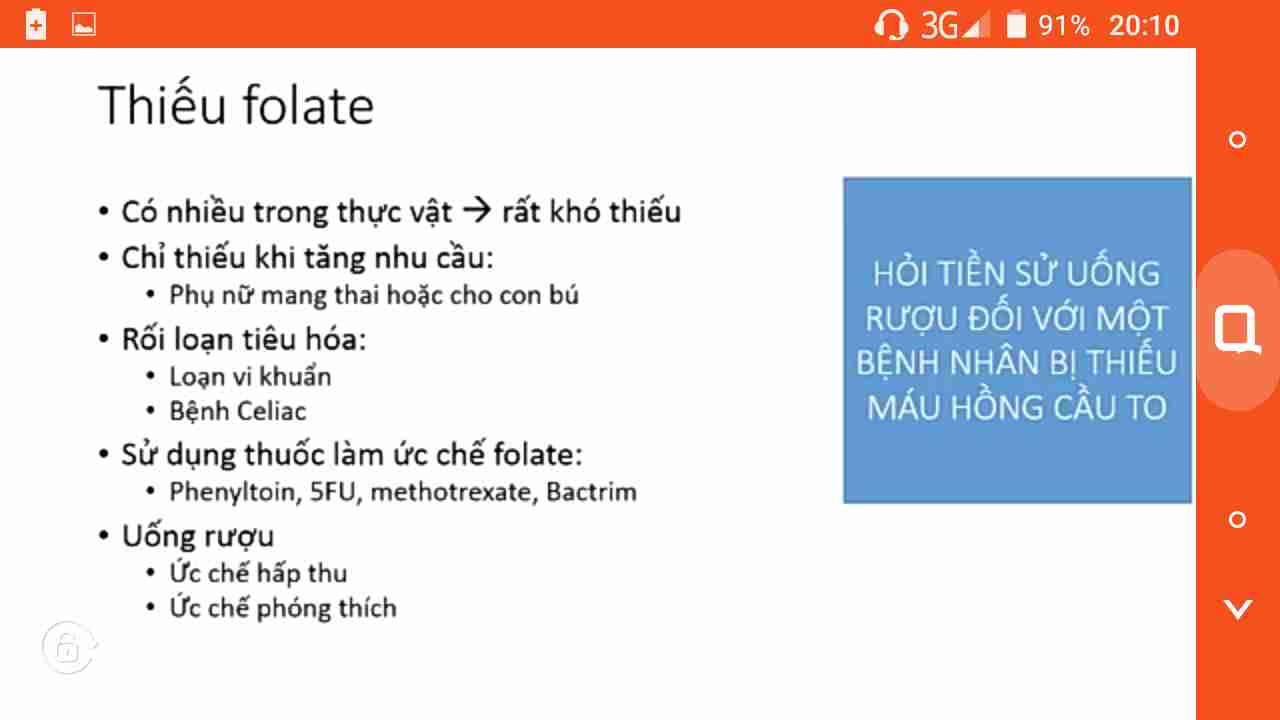 3G 91% 20:10
Thiếu folate
• Có nhiều trong thực vật → rất khó thiếu
• Chỉ thiếu khi tăng nhu cầu:
• Phụ nữ mang thai hoặc cho con bú
• Rối loạn tiêu hóa:
• Loạn vi khuẩn
• Bệnh Celiac
• Sử dụng thuốc làm ức chế folate:
• Phenyltoin, 5FU, methotrexate, Bactrim
• Uống rượu
• Ức chế hấp thu
• Ức chế phóng thích
HỎI TIỀN SỬ UỐNG
RƯỢU ĐỐI VỚI MỘT
BỆNH NHÂN BỊ THIẾU
MÁU HỒNG CẦU TO